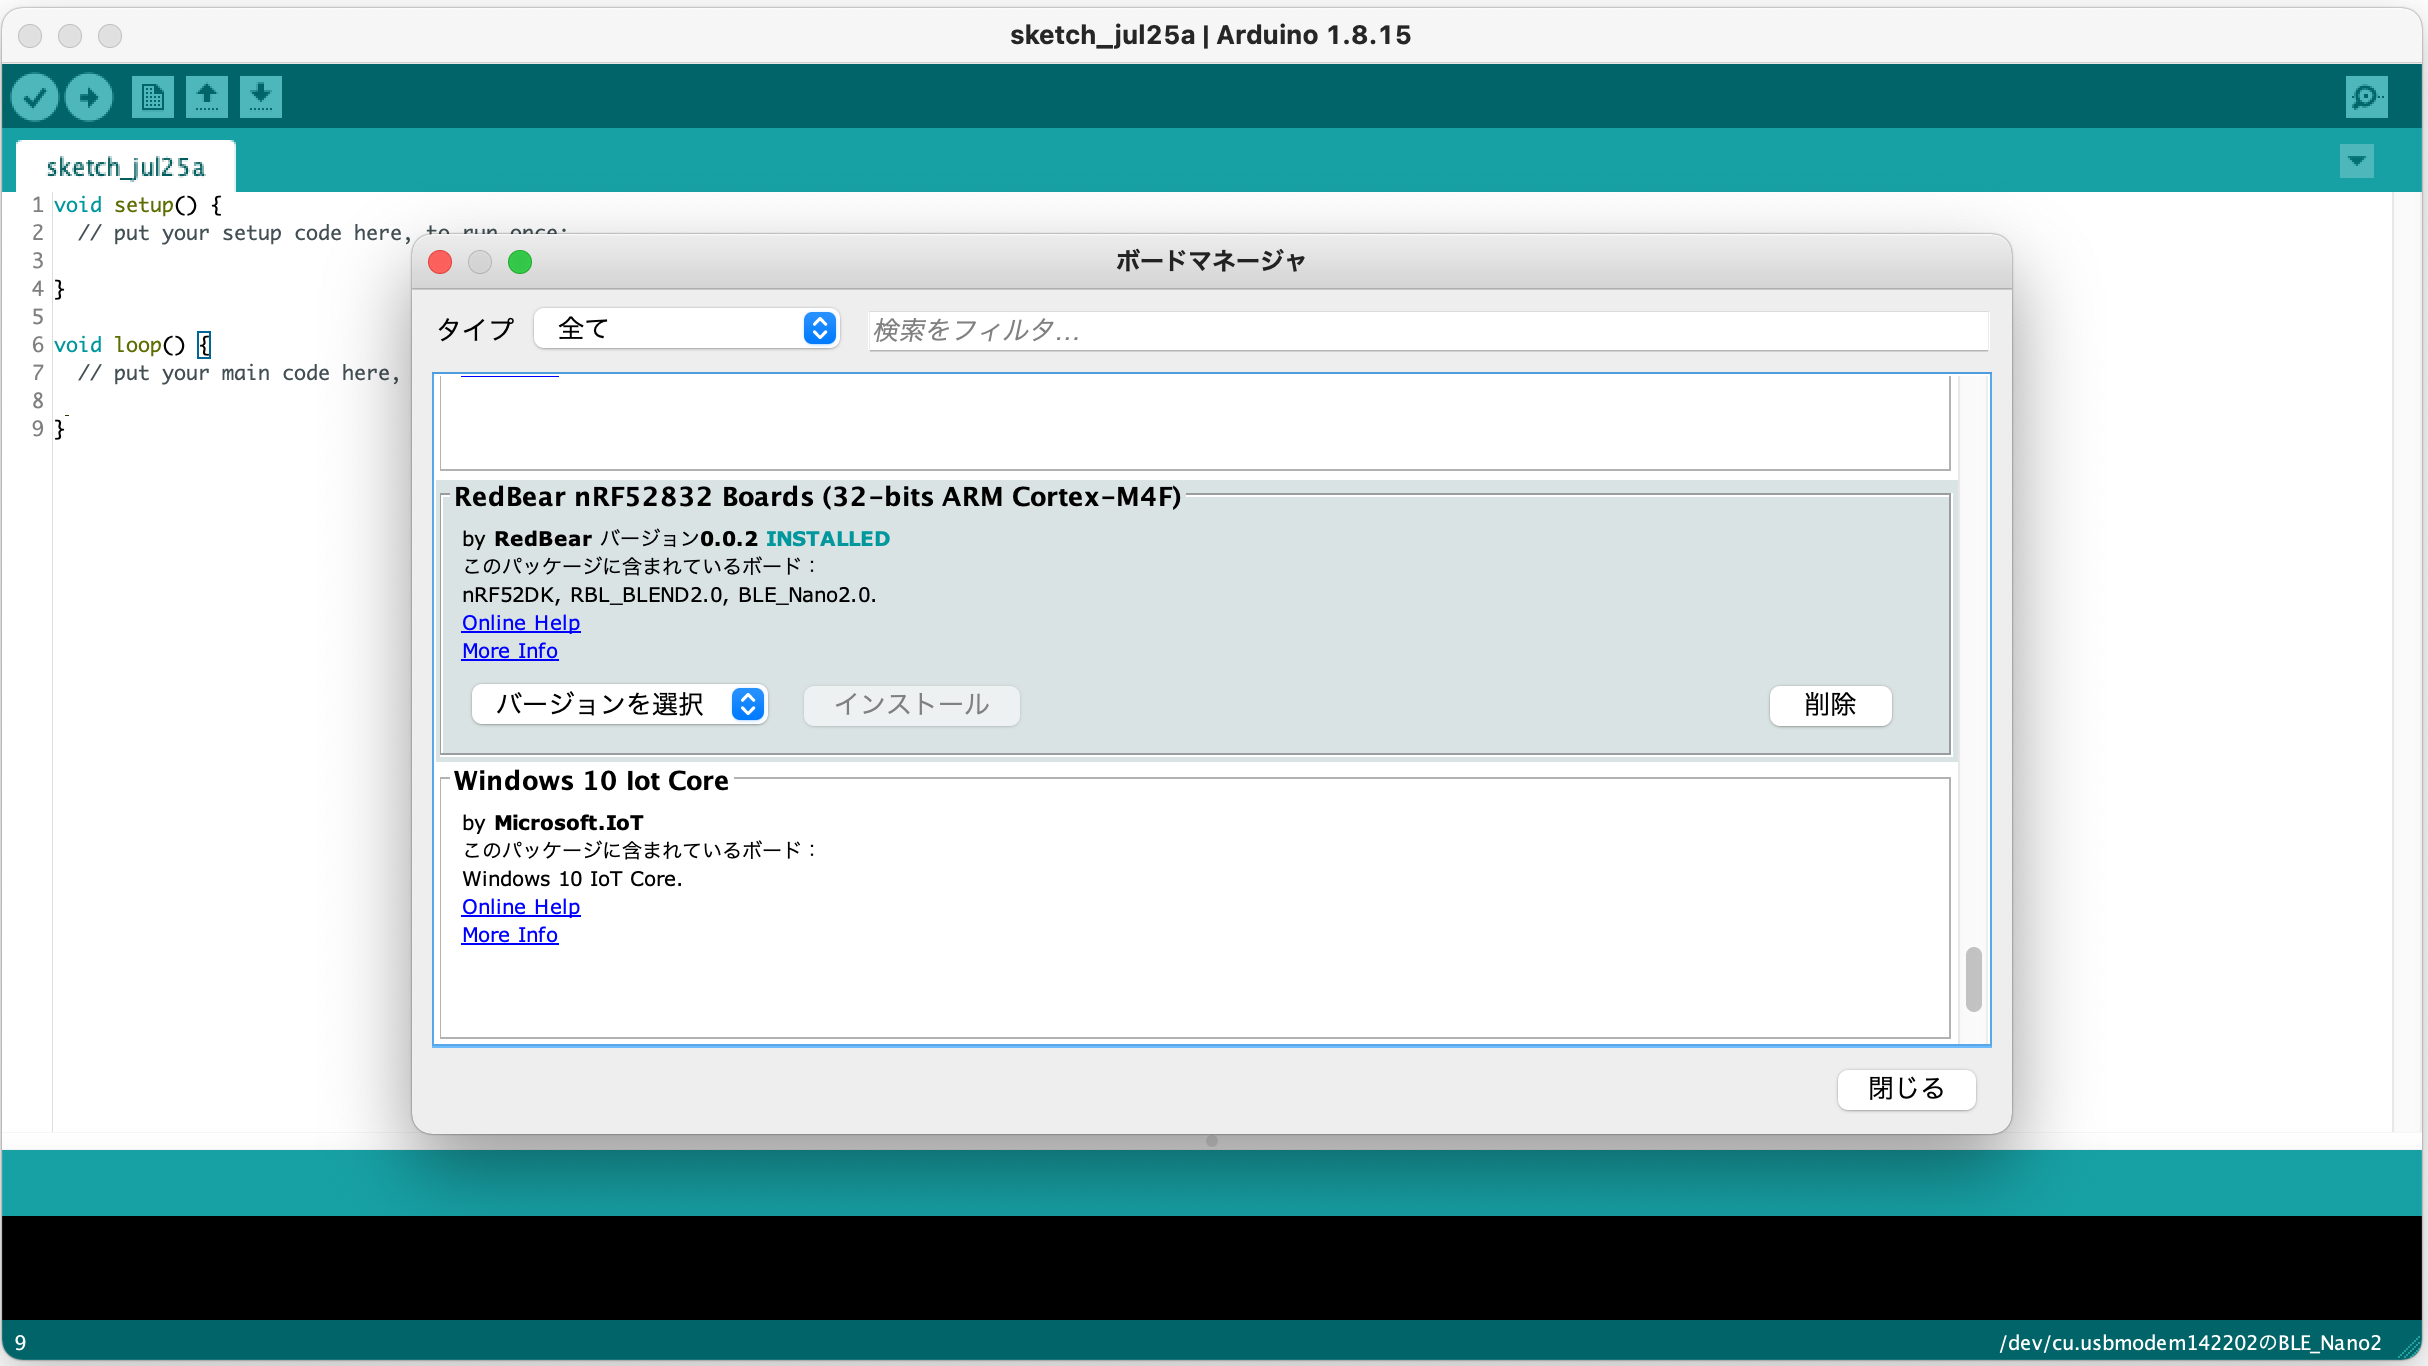 sketch_jul25a | Arduino 1.8.15
sketch_jul25a
1 void setup() {
2 // put your setup code here, to run once:
3
4 }
5
6 void loop() {
7 // put your main code here,
8
9 }
ボードマネージャ
タイプ 全て 検索をフィルタ...
RedBear nRF52832 Boards (32-bits ARM Cortex-M4F)
by RedBear バージョン0.0.2 INSTALLED
このパッケージに含まれているボード：
nRF52DK, RBL_BLEND2.0, BLE_Nano2.0.
Online Help
More Info
バージョンを選択 インストール 削除
Windows 10 Iot Core
by Microsoft.IoT
このパッケージに含まれているボード：
Windows 10 IoT Core.
Online Help
More Info
閉じる
9 /dev/cu.usbmodem142202のBLE_Nano2